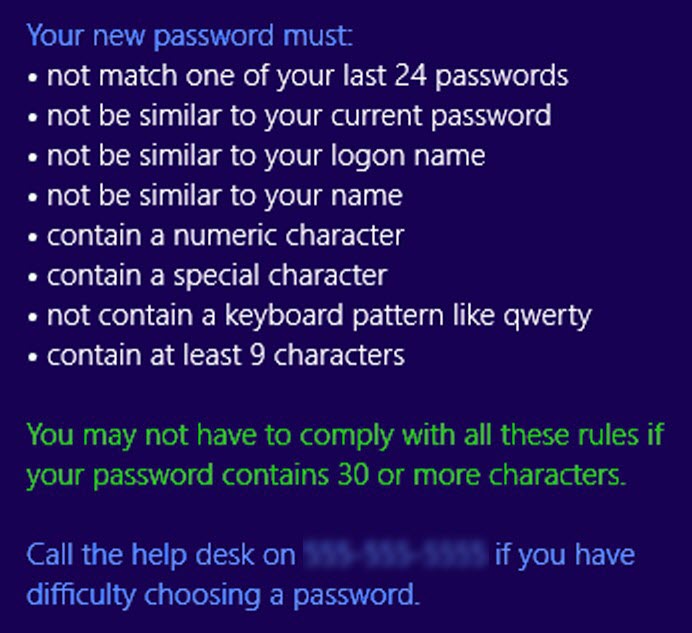 Your new password must:
• not match one of your last 24 passwords
• not be similar to your current password
• not be similar to your logon name
• not be similar to your name
• contain a numeric character
• contain a special character
• not contain a keyboard pattern like qwerty
• contain at least 9 characters
You may not have to comply with all these rules if
your password contains 30 or more characters.
Call the help desk on if you have
difficulty choosing a password.